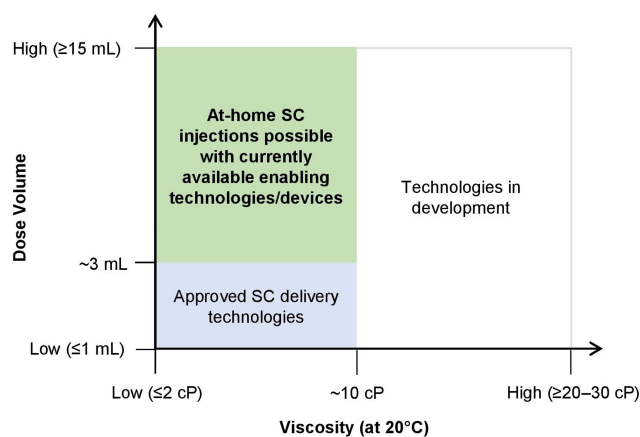 High (≥15 mL)
At-home SC
injections possible
with currently
available enabling
technologies/devices
Technologies in
development
Dose Volume
~3 mL
Approved SC delivery
technologies
Low (≤1 mL)
Low (≤2 cP)
~10 cP
High (≥20–30 cP)
Viscosity (at 20°C)